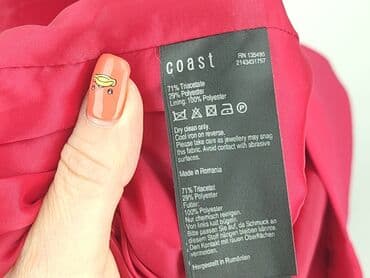 coast
RN 135490
2143431757
71% Triacetate
29% Polyester
Lining: 100% Polyester
Dry clean only.
Cool iron on reverse.
Please take care as jewellery may snag
this fabric. Avoid contact with abrasive
surfaces.
Made in Romania
71% Triacetat
29% Polyester
Futter:
100% Polyester
Nur chemisch reinigen.
Von links kalt bügeln.
Bitte passen Sie auf, da Schmuck an
diesem Stoff hängen bleiben könnte.
Den Kontakt mit rauen Oberflächen
vermeiden.
Hergestellt in Rumänien